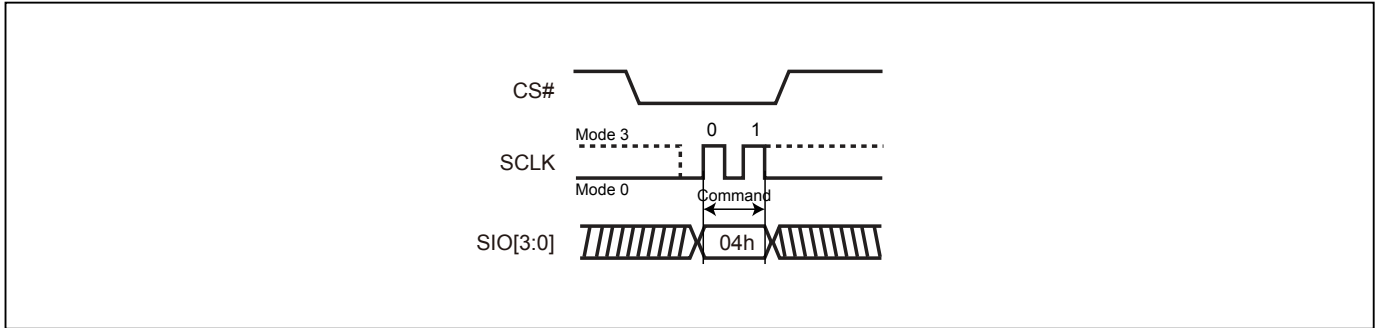 CS#
Mode 3
0 1
SCLK
Mode 0
Command
SIO[3:0]
04h